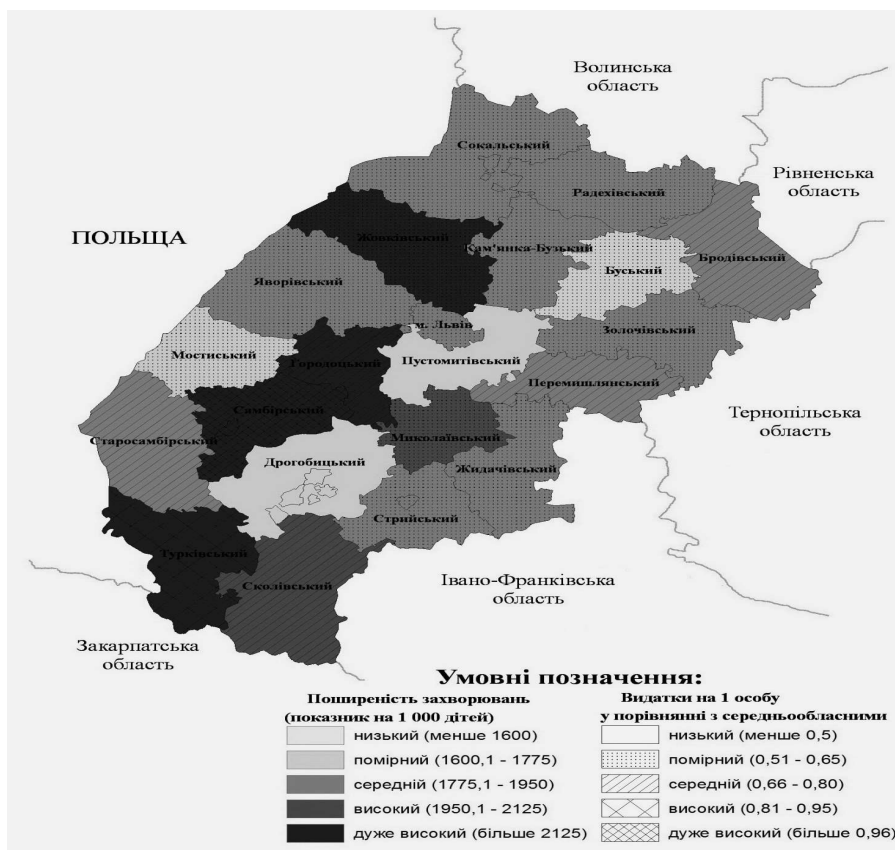 Волинська
область
Сокальський
Рівненська
область
Радехівський
ПОЛЬЩА
Жовківський
Кам'янка-Бузький
Бродівський
Буський
Яворівський
м. Львів
Золочівський
Мостиський
Городоцький
Пустомитівський
Перемишлянський
Самбірський
Тернопільська
область
Старосамбірський
Миколаївський
Дрогобицький
Жидачівський
Стрийський
Турківський
Сколівський
Івано-Франківська
область
Закарпатська
область
Умовні позначення:
Поширеність захворювань
(показник на 1 000 дітей)
низький (менше 1600)
помірний (1600,1 - 1775)
середній (1775,1 - 1950)
високий (1950,1 - 2125)
дуже високий (більше 2125)
Видатки на 1 особу
у порівнянні з середньообласними
низький (менше 0,5)
помірний (0,51 - 0,65)
середній (0,66 - 0,80)
високий (0,81 - 0,95)
дуже високий (більше 0,96)